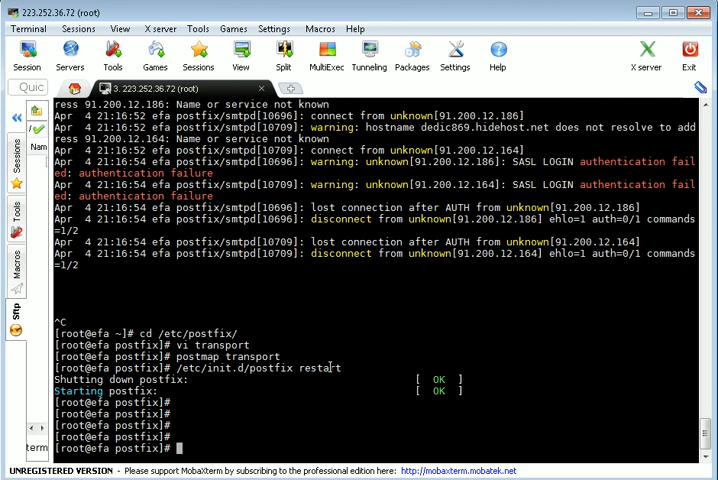 223.252.36.72 (root)
Terminal Sessions View X server Tools Games Settings Macros Help
Session Servers Tools Games Sessions View Split MultiExec Tunneling Packages Settings Help X server Exit
Quic
3. 223.252.36.72 (root)
Nam
Sessions
Tools
Macros
Sftp
term
ress 91.200.12.186: Name or service not known
Apr 4 21:16:52 efa postfix/smtpd[10696]: connect from unknown[91.200.12.186]
Apr 4 21:16:52 efa postfix/smtpd[10709]: warning: hostname dedic869.hidehost.net does not resolve to add
ress 91.200.12.164: Name or service not known
Apr 4 21:16:52 efa postfix/smtpd[10709]: connect from unknown[91.200.12.164]
Apr 4 21:16:54 efa postfix/smtpd[10696]: warning: unknown[91.200.12.186]: SASL LOGIN authentication fail
ed: authentication failure
Apr 4 21:16:54 efa postfix/smtpd[10709]: warning: unknown[91.200.12.164]: SASL LOGIN authentication fail
ed: authentication failure
Apr 4 21:16:54 efa postfix/smtpd[10696]: lost connection after AUTH from unknown[91.200.12.186]
Apr 4 21:16:54 efa postfix/smtpd[10696]: disconnect from unknown[91.200.12.186] ehlo=1 auth=0/1 commands
=1/2
Apr 4 21:16:54 efa postfix/smtpd[10709]: lost connection after AUTH from unknown[91.200.12.164]
Apr 4 21:16:54 efa postfix/smtpd[10709]: disconnect from unknown[91.200.12.164] ehlo=1 auth=0/1 commands
=1/2
^C
[root@efa ~]# cd /etc/postfix/
[root@efa postfix]# vi transport
[root@efa postfix]# postmap transport
[root@efa postfix]# /etc/init.d/postfix restart
Shutting down postfix: [ OK ]
Starting postfix: [ OK ]
[root@efa postfix]#
[root@efa postfix]#
[root@efa postfix]#
[root@efa postfix]#
[root@efa postfix]#
UNREGISTERED VERSION - Please support MobaXterm by subscribing to the professional edition here: http://mobaxterm.mobatek.net